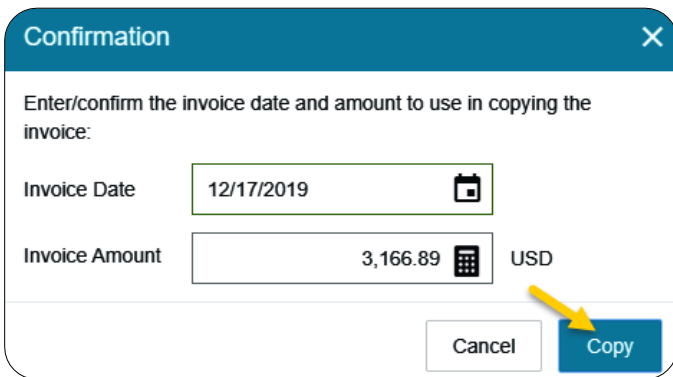 Confirmation
Enter/confirm the invoice date and amount to use in copying the
invoice:
Invoice Date 12/17/2019
Invoice Amount 3,166.89 USD
Cancel Copy